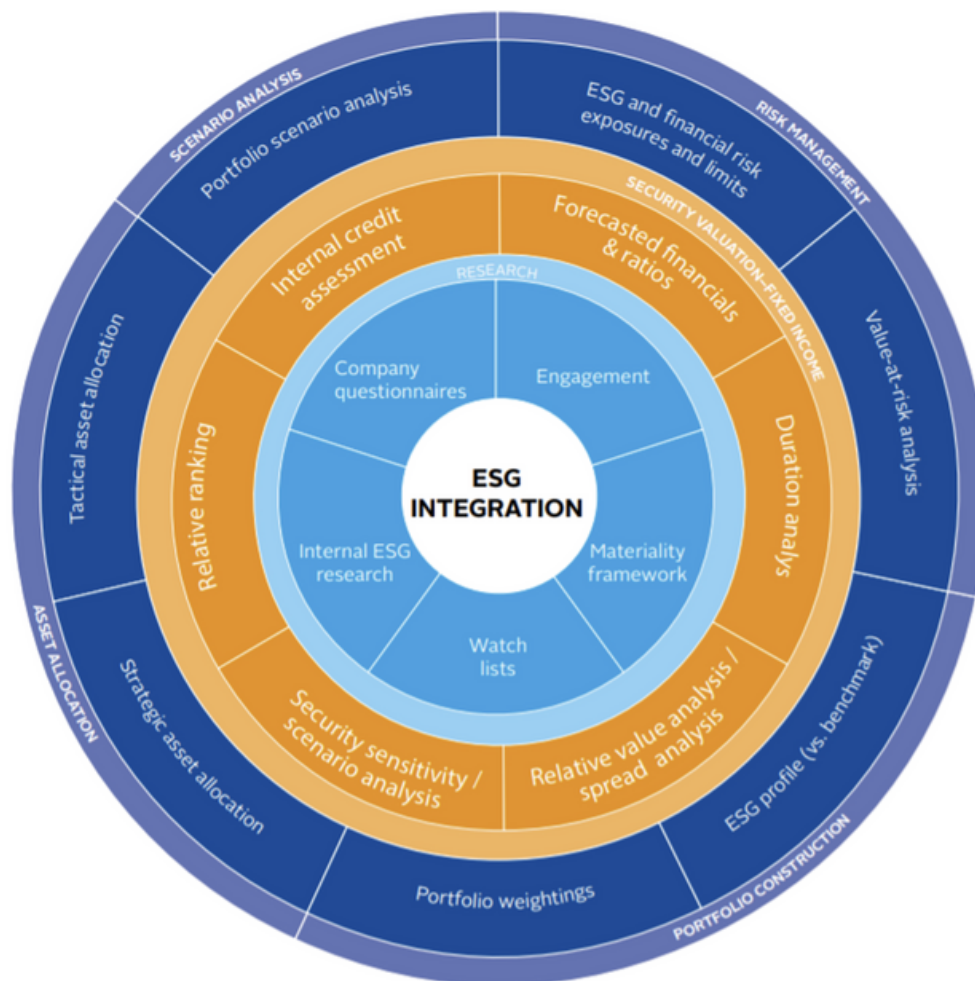 SCENARIO ANALYSIS
RISK MANAGEMENT
Portfolio scenario analysis
ESG and financial risk
exposures and limits
SECURITY VALUATION–FIXED INCOME
Internal credit
assessment
Forecasted financials
& ratios
RESEARCH
Tactical asset allocation
Value-at-risk analysis
Company
questionnaires
Engagement
Relative ranking
Duration analys
ESG
INTEGRATION
Internal ESG
research
Materiality
framework
Watch
lists
ASSET ALLOCATION
Strategic asset allocation
Security sensitivity /
scenario analysis
Relative value analysis /
spread analysis
ESG profile (vs. benchmark)
Portfolio weightings
PORTFOLIO CONSTRUCTION